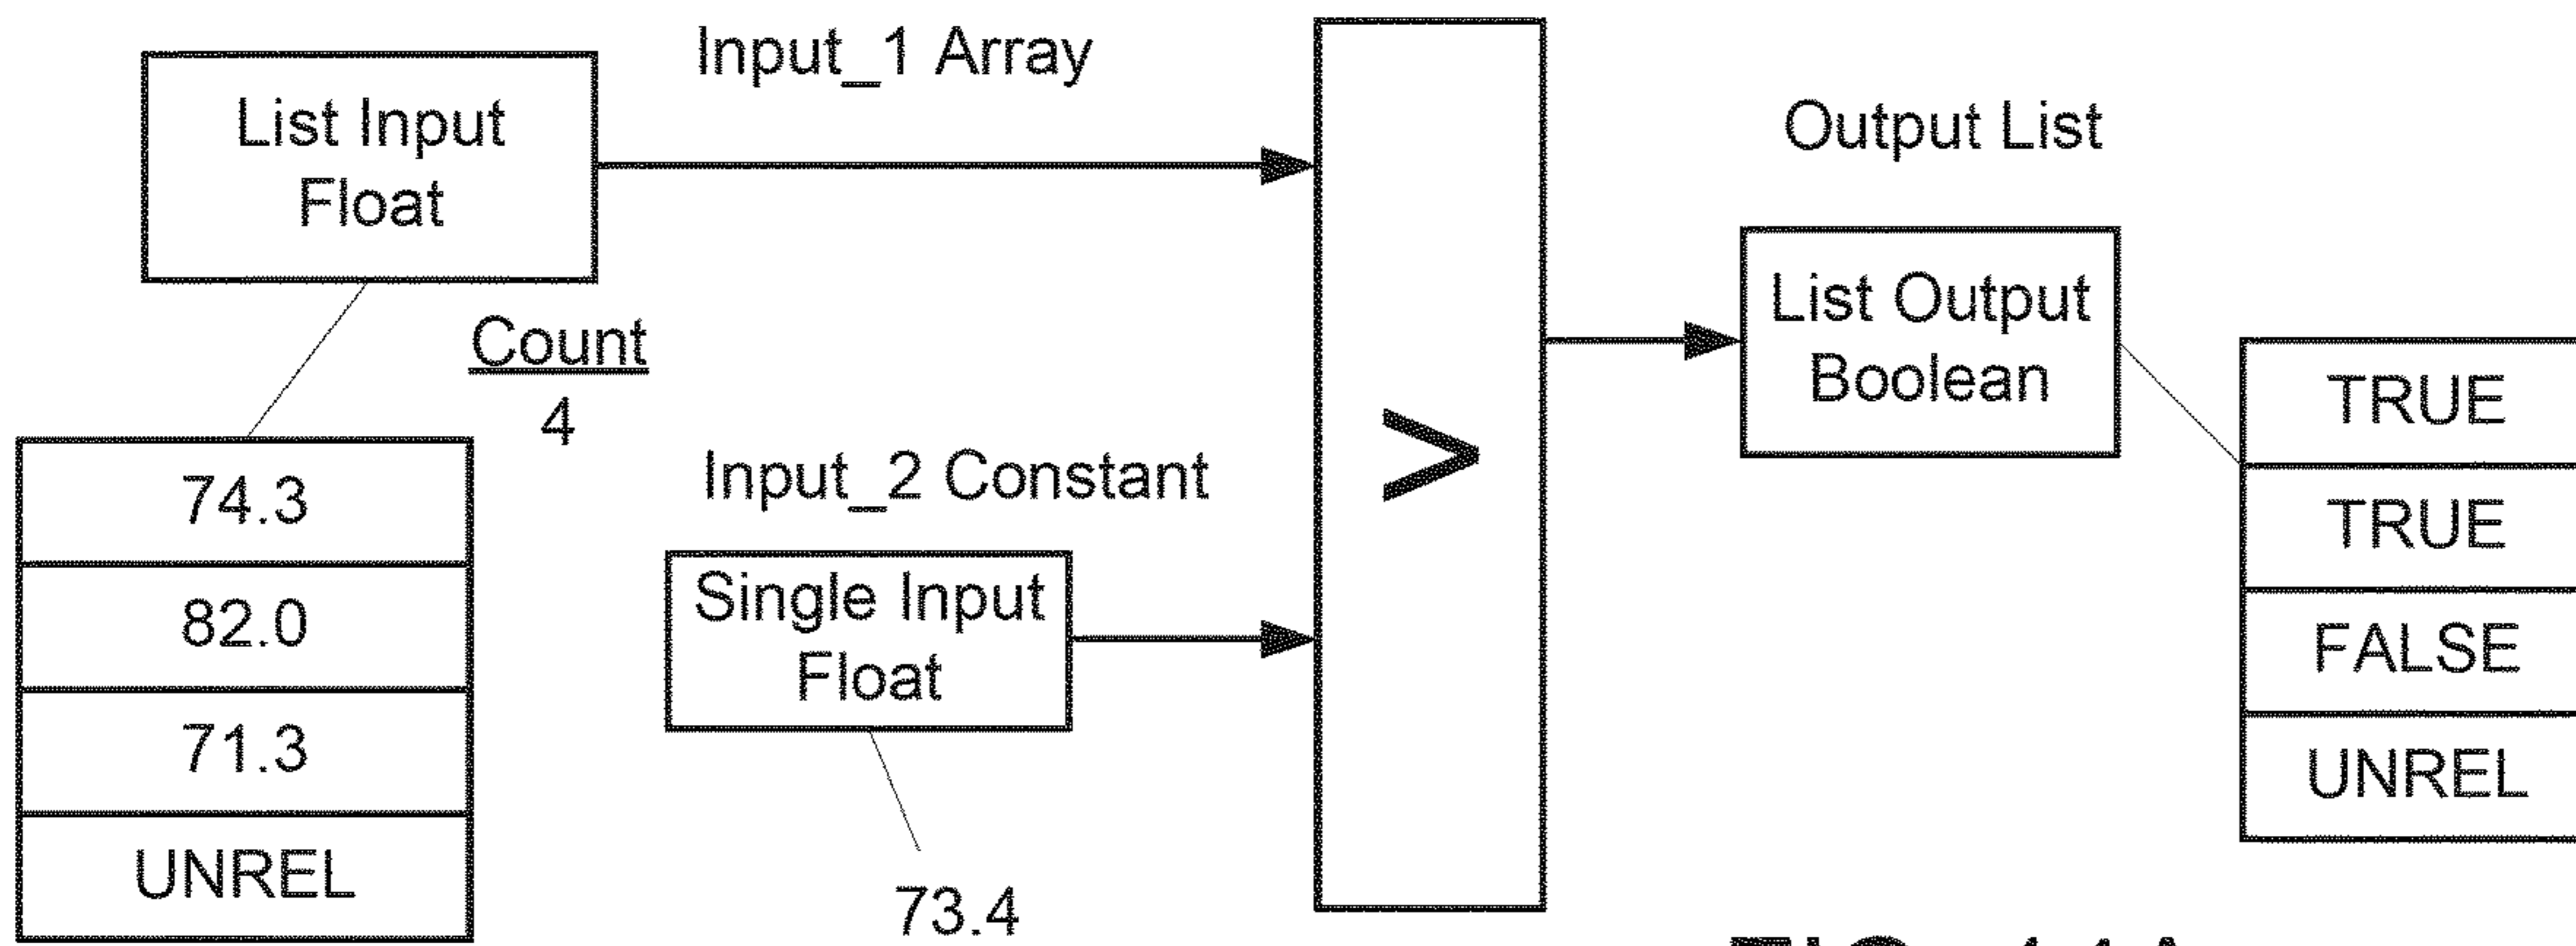 List Input
Float
Input_1 Array
Count
4
74.3
82.0
71.3
UNREL
Input_2 Constant
Single Input
Float
73.4
>
Output List
List Output
Boolean
TRUE
TRUE
FALSE
UNREL